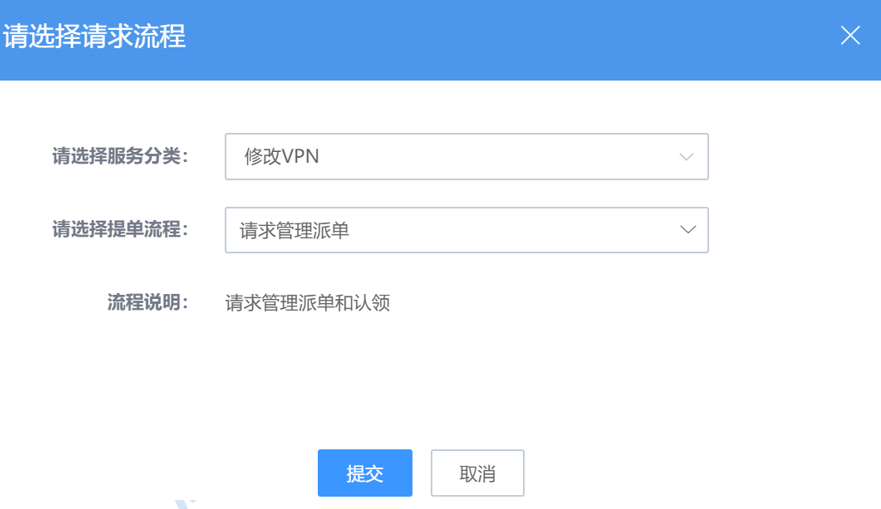 请选择请求流程
请选择服务分类： 修改VPN
请选择提单流程： 请求管理派单
流程说明： 请求管理派单和认领
提交 取消